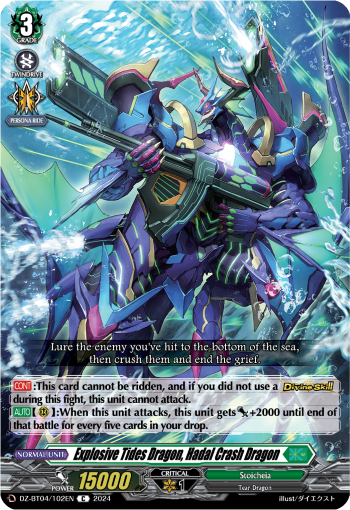 3
GRADE
TWINDRIVE
PERSONA RIDE
Lure the enemy you've hit to the bottom of the sea,
then crush them and end the grief.
CONT:This card cannot be ridden, and if you did not use a Divine Skill
during this fight, this unit cannot attack.
AUTO( ):When this unit attacks, this unit gets +2000 until end of
that battle for every five cards in your drop.
NORMAL UNIT Explosive Tides Dragon, Hadal Crash Dragon
POWER 15000 CRITICAL 1 Stoicheia
Tsar Dragon
DZ-BT04/102EN C 2024 illust/ダイエクスト